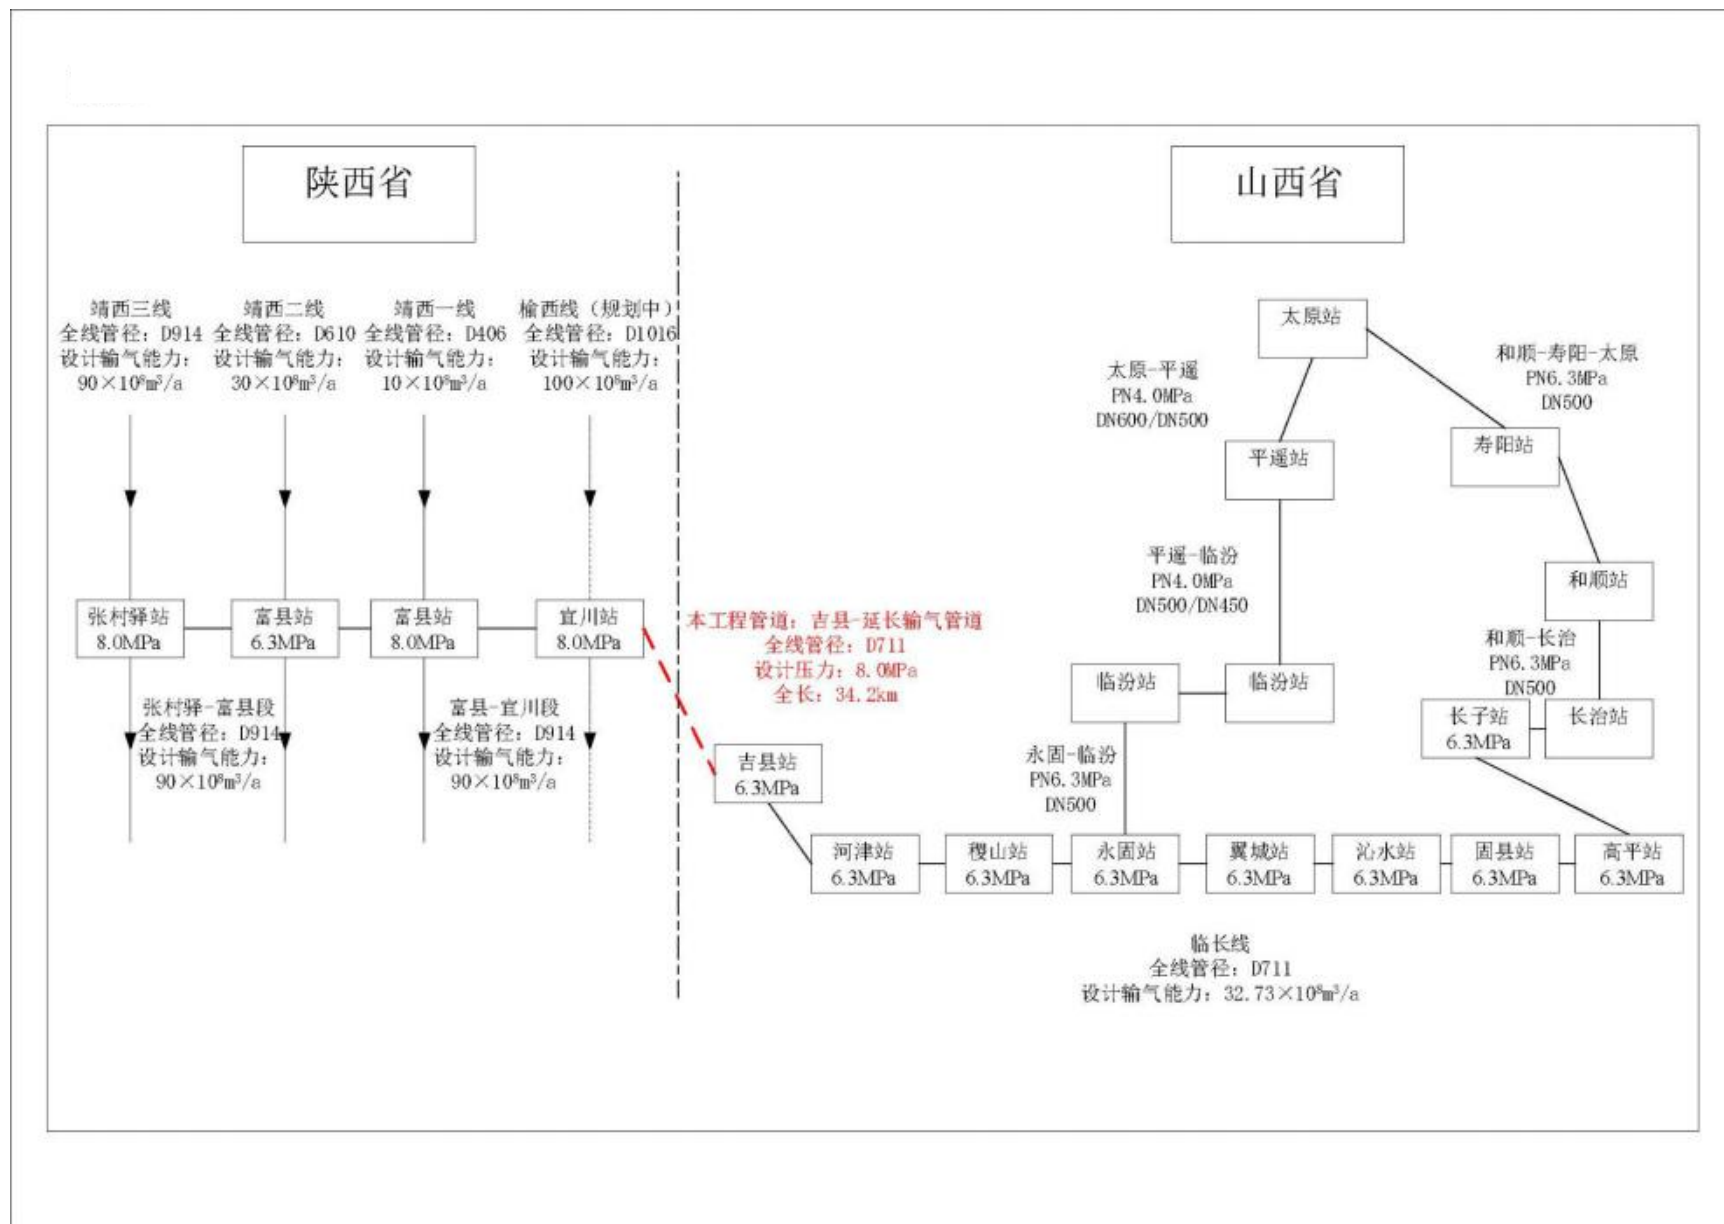 陕西省
山西省
靖西三线
全线管径：D914
设计输气能力：
90×10⁸m³/a
靖西二线
全线管径：D610
设计输气能力：
30×10⁸m³/a
靖西一线
全线管径：D406
设计输气能力：
10×10⁸m³/a
榆西线（规划中）
全线管径：D1016
设计输气能力：
100×10⁸m³/a
张村驿站
8.0MPa
富县站
6.3MPa
富县站
8.0MPa
宜川站
8.0MPa
张村驿-富县段
全线管径：D914
设计输气能力：
90×10⁸m³/a
富县-宜川段
全线管径：D914
设计输气能力：
90×10⁸m³/a
本工程管道：吉县-延长输气管道
全线管径：D711
设计压力：8.0MPa
全长：34.2km
太原站
太原-平遥
PN4.0MPa
DN600/DN500
和顺-寿阳-太原
PN6.3MPa
DN500
平遥站
寿阳站
平遥-临汾
PN4.0MPa
DN500/DN450
和顺站
和顺-长治
PN6.3MPa
DN500
临汾站
临汾站
长子站
6.3MPa
长治站
永固-临汾
PN6.3MPa
DN500
吉县站
6.3MPa
河津站
6.3MPa
稷山站
6.3MPa
永固站
6.3MPa
翼城站
6.3MPa
沁水站
6.3MPa
固县站
6.3MPa
高平站
6.3MPa
临长线
全线管径：D711
设计输气能力：32.73×10⁸m³/a